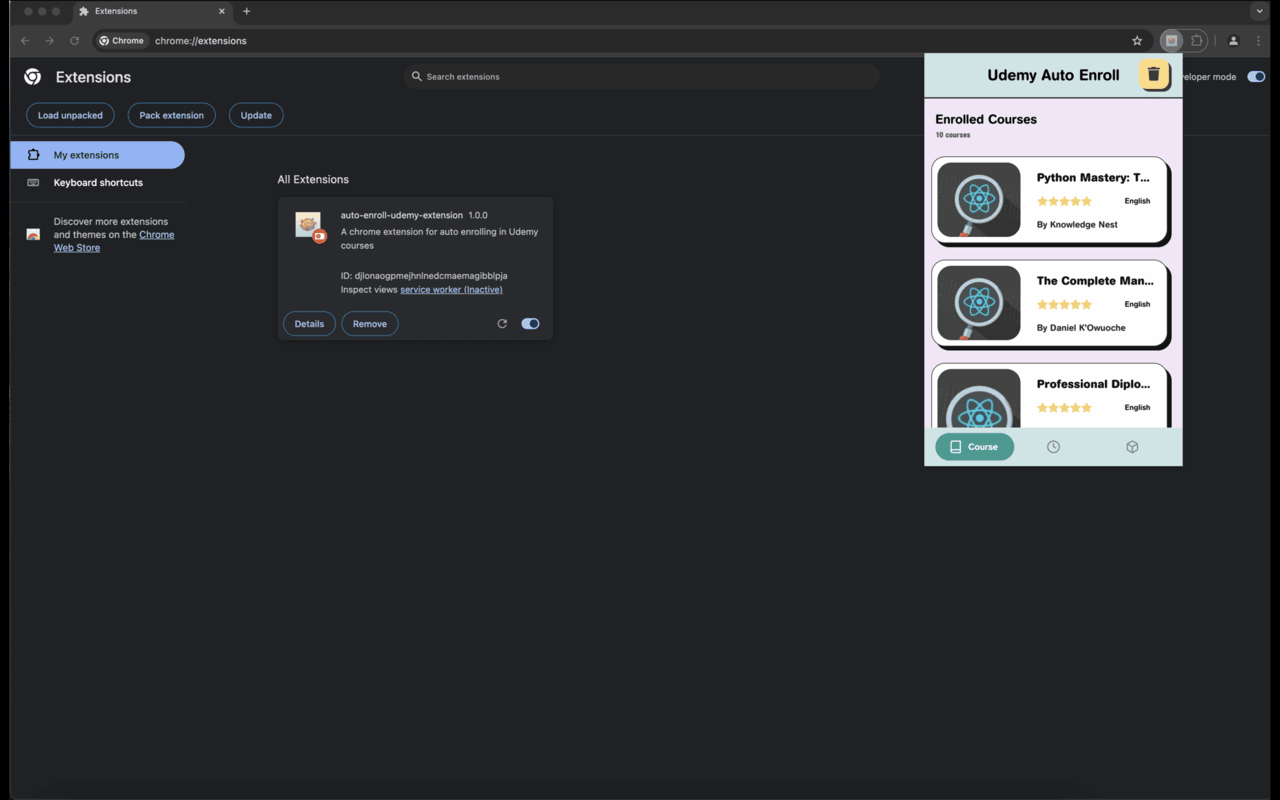 Extensions
Chrome
chrome://extensions
Extensions
Search extensions
veloper mode
Load unpacked
Pack extension
Update
My extensions
Keyboard shortcuts
Discover more extensions
and themes on the Chrome
Web Store
All Extensions
auto-enroll-udemy-extension 1.0.0
A chrome extension for auto enrolling in Udemy
courses
ID: djlonaogpmejhnlnedcmaemagibblpja
Inspect views service worker (Inactive)
Details
Remove
Udemy Auto Enroll
Enrolled Courses
10 courses
Python Mastery: T...
English
By Knowledge Nest
The Complete Man...
English
By Daniel K'Owuoche
Professional Diplo...
English
Course